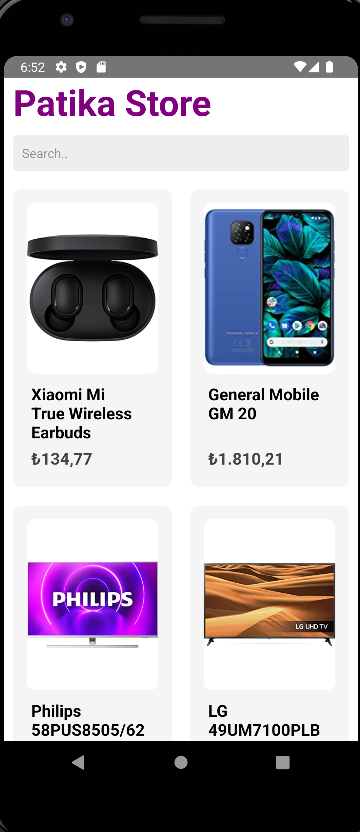 6:52
Patika Store
Search..
Xiaomi Mi
True Wireless
Earbuds
₺134,77
General Mobile
GM 20
₺1.810,21
PHILIPS
LG UHD TV
Philips
58PUS8505/62
LG
49UM7100PLB